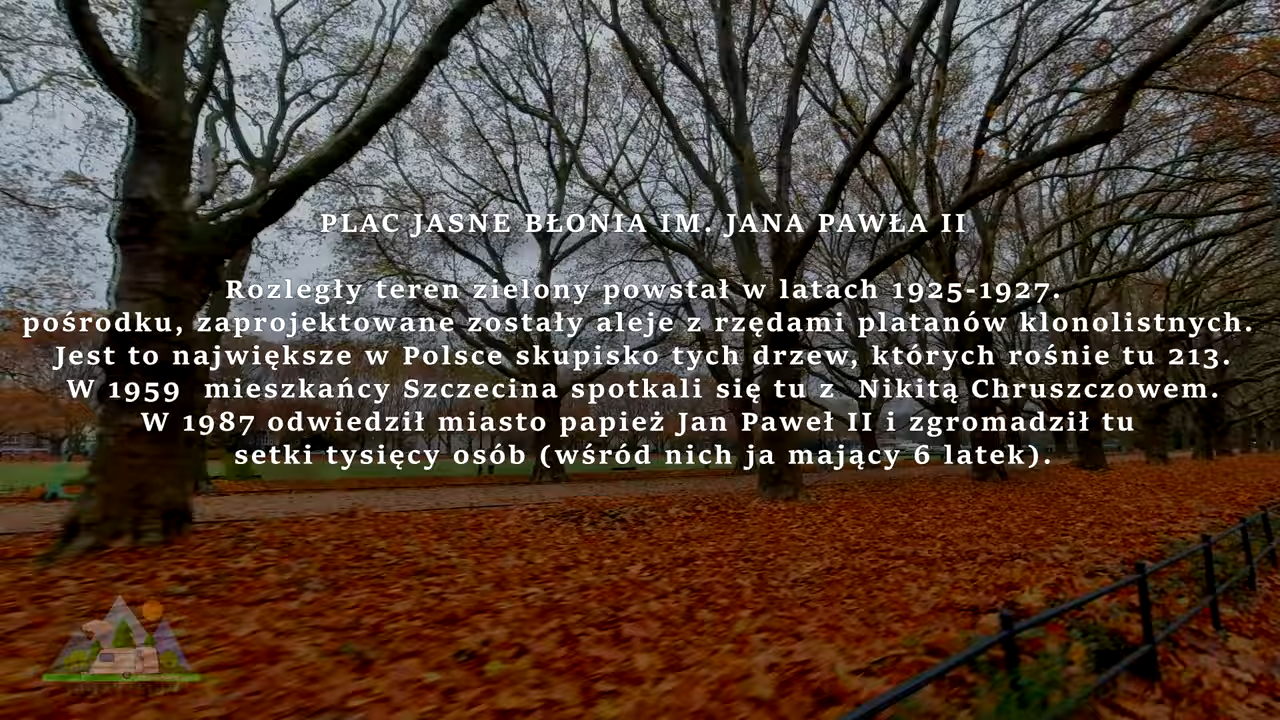 PLAC JASNE BŁONIA IM. JANA PAWŁA II
Rozległy teren zielony powstał w latach 1925-1927.
pośrodku, zaprojektowane zostały aleje z rzędami platanów klonolistnych.
Jest to największe w Polsce skupisko tych drzew, których rośnie tu 213.
W 1959 mieszkańcy Szczecina spotkali się tu z Nikitą Chruszczowem.
W 1987 odwiedził miasto papież Jan Paweł II i zgromadził tu
setki tysięcy osób (wśród nich ja mający 6 latek).